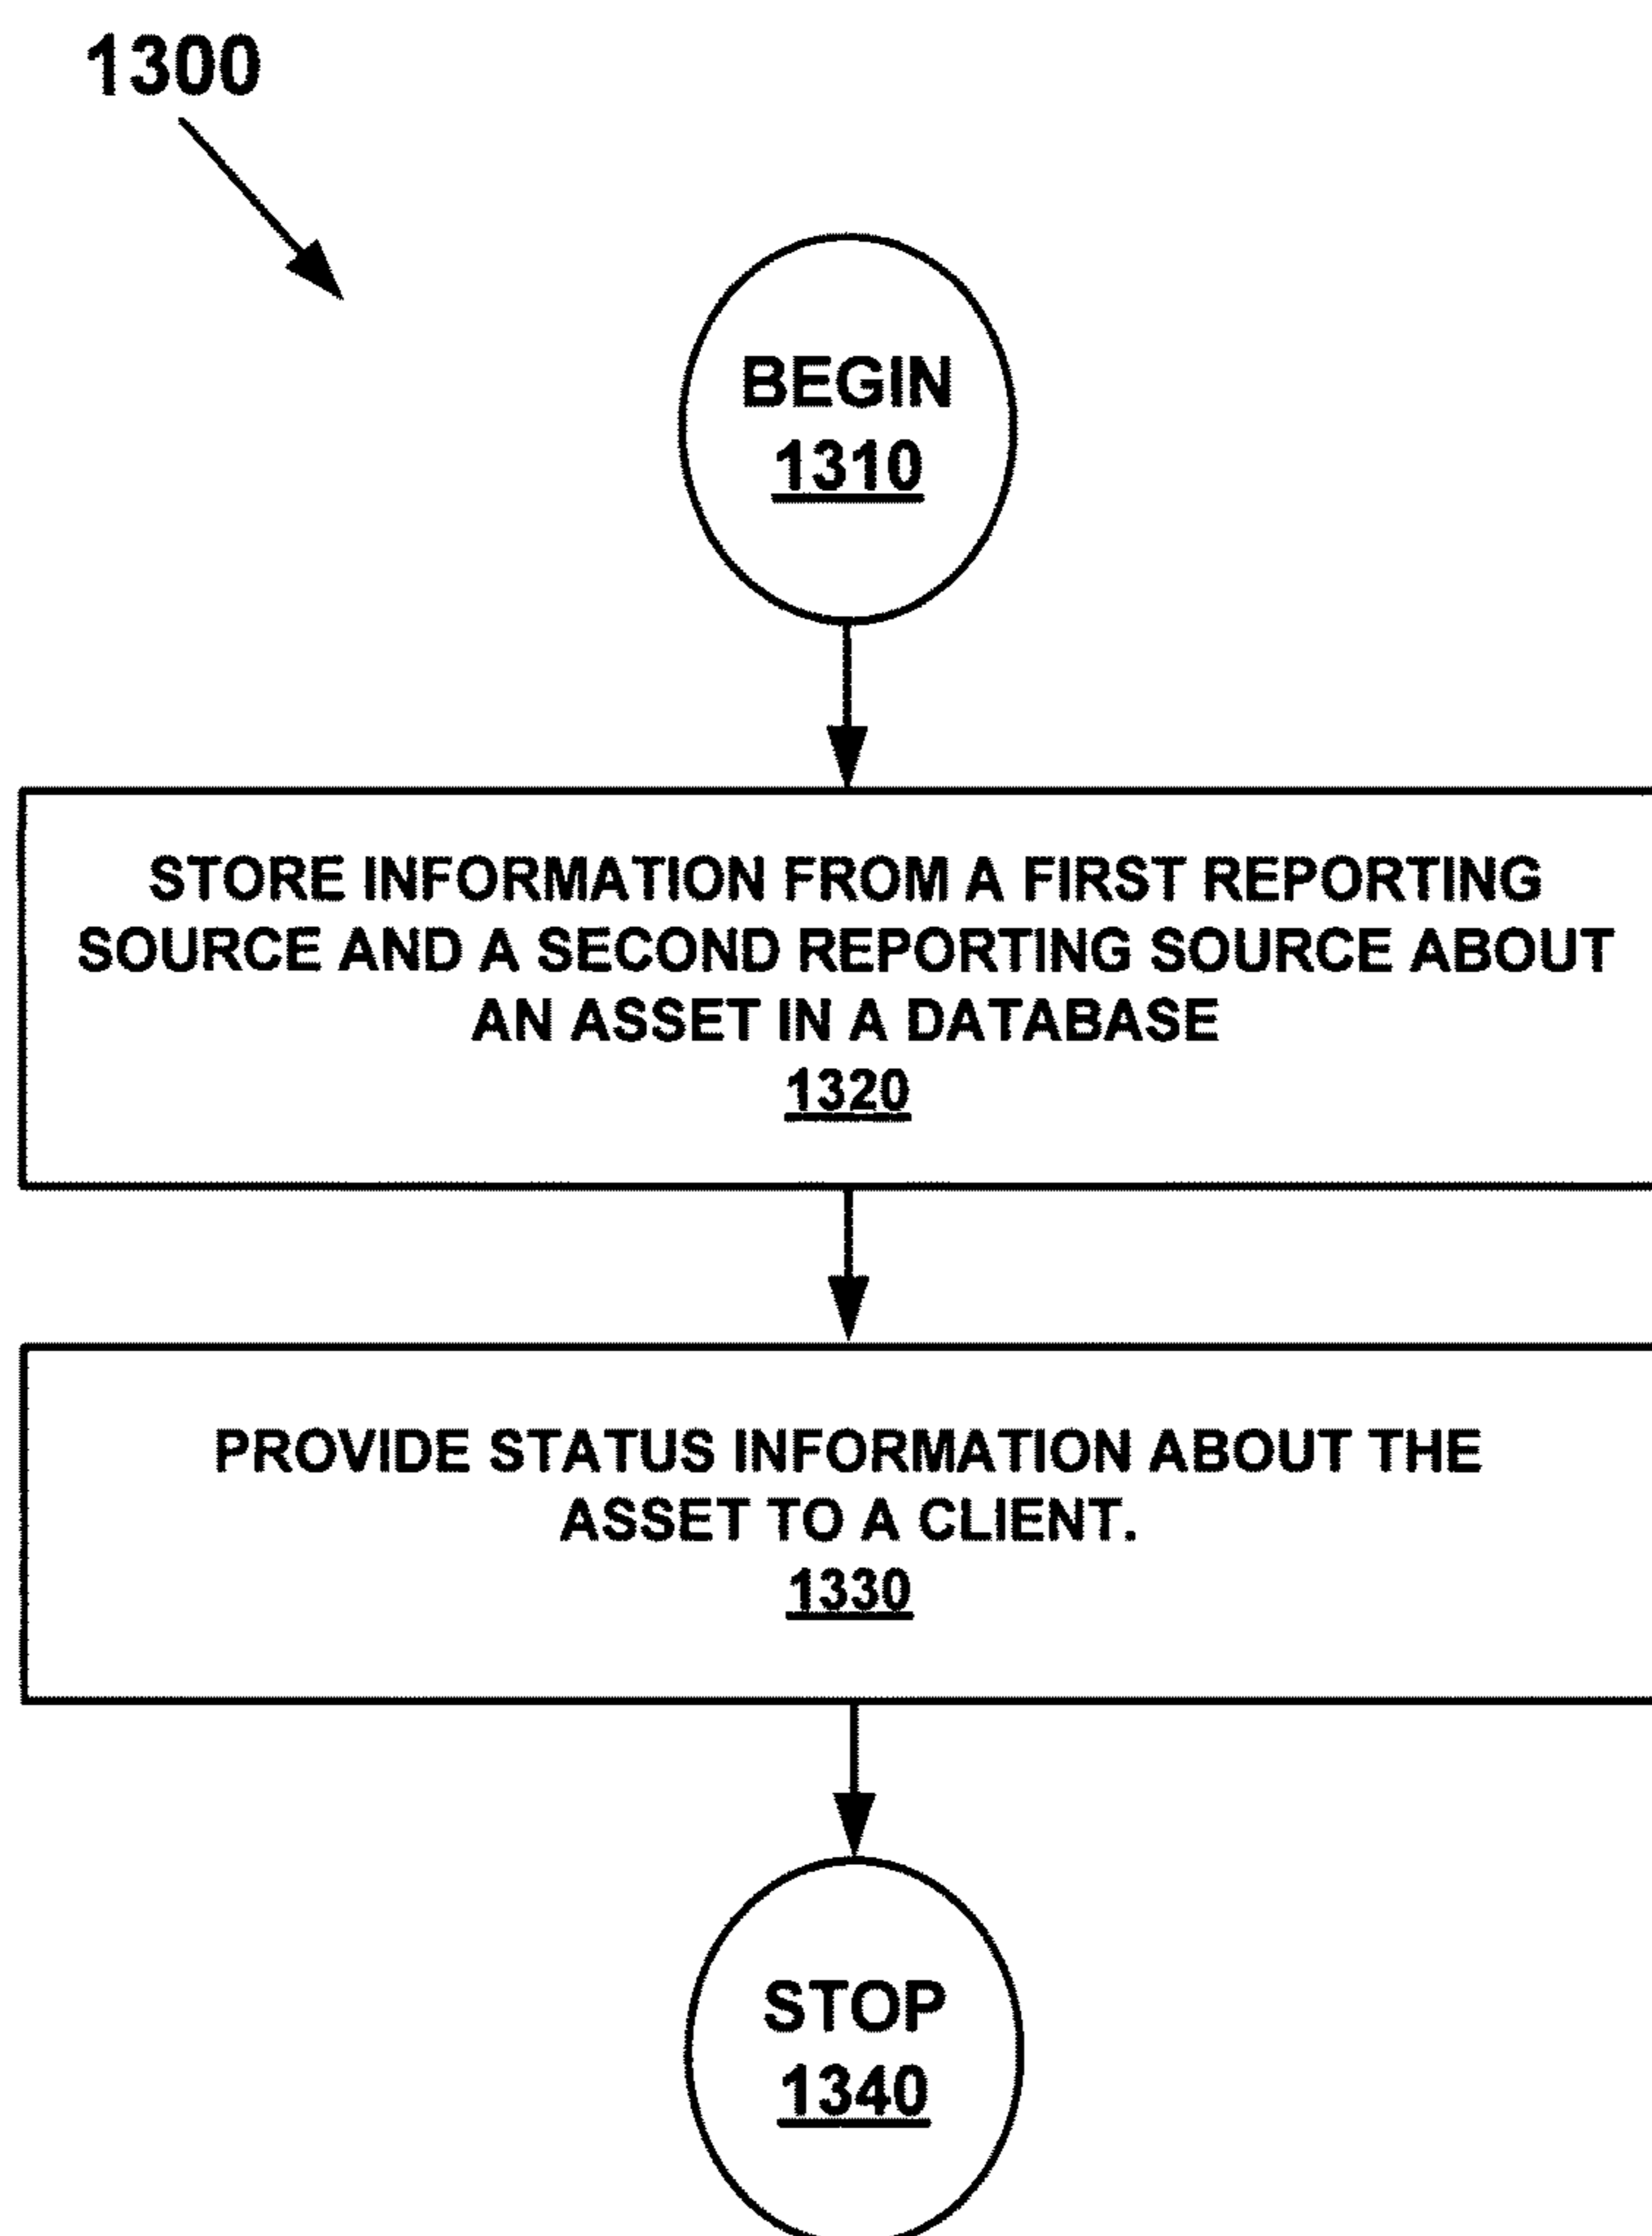 1300
BEGIN
1310
STORE INFORMATION FROM A FIRST REPORTING
SOURCE AND A SECOND REPORTING SOURCE ABOUT
AN ASSET IN A DATABASE
1320
PROVIDE STATUS INFORMATION ABOUT THE
ASSET TO A CLIENT.
1330
STOP
1340